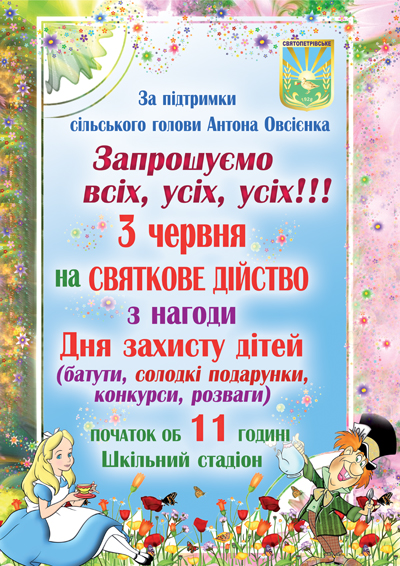 СВЯТОПЕТРІВСЬКЕ
За підтримки
сільського голови Антона Овсієнка
Запрошуємо
всіх, усіх, усіх!!!
3 червня
на СВЯТКОВЕ ДІЙСТВО
з нагоди
Дня захисту дітей
(батути, солодкі подарунки,
конкурси, розваги)
ПОЧАТОК ОБ 11 ГОДИНІ
Шкільний стадіон